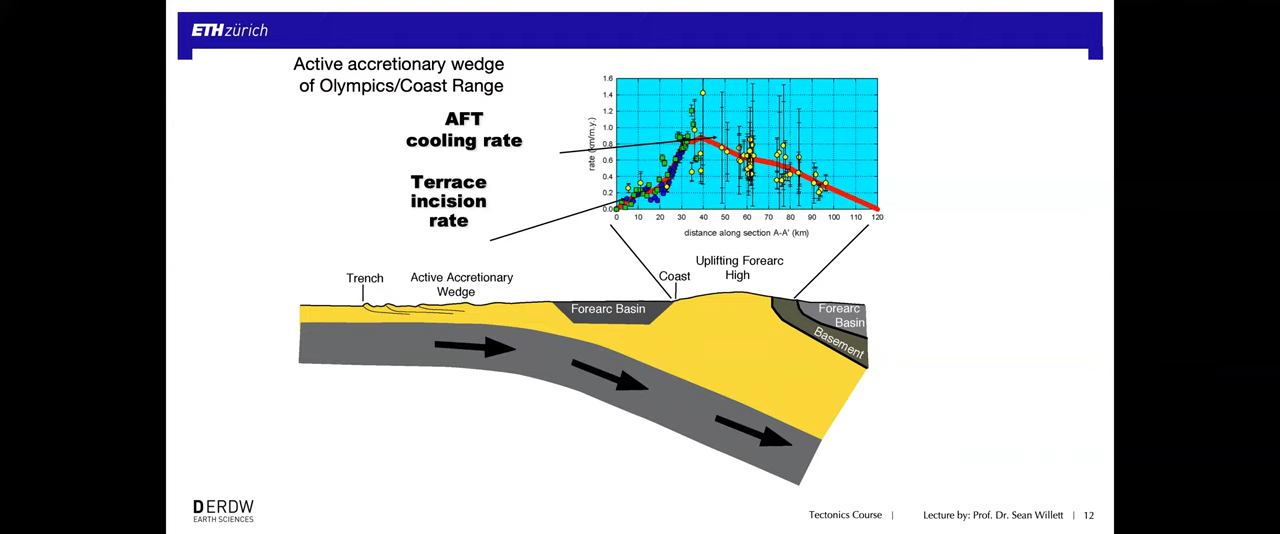 ETH zürich
Active accretionary wedge
of Olympics/Coast Range
AFT
cooling rate
Terrace
incision
rate
1.6
1.4
1.2
1.0
0.8
0.6
0.4
0.2
0.0
rate (km/m.y.)
0 10 20 30 40 50 60 70 80 90 100 110 120
distance along section A-A' (km)
Trench
Active Accretionary
Wedge
Coast
Uplifting Forearc
High
Forearc Basin
Forearc
Basin
Basement
DERDW
EARTH SCIENCES
Tectonics Course | Lecture by: Prof. Dr. Sean Willett | 12